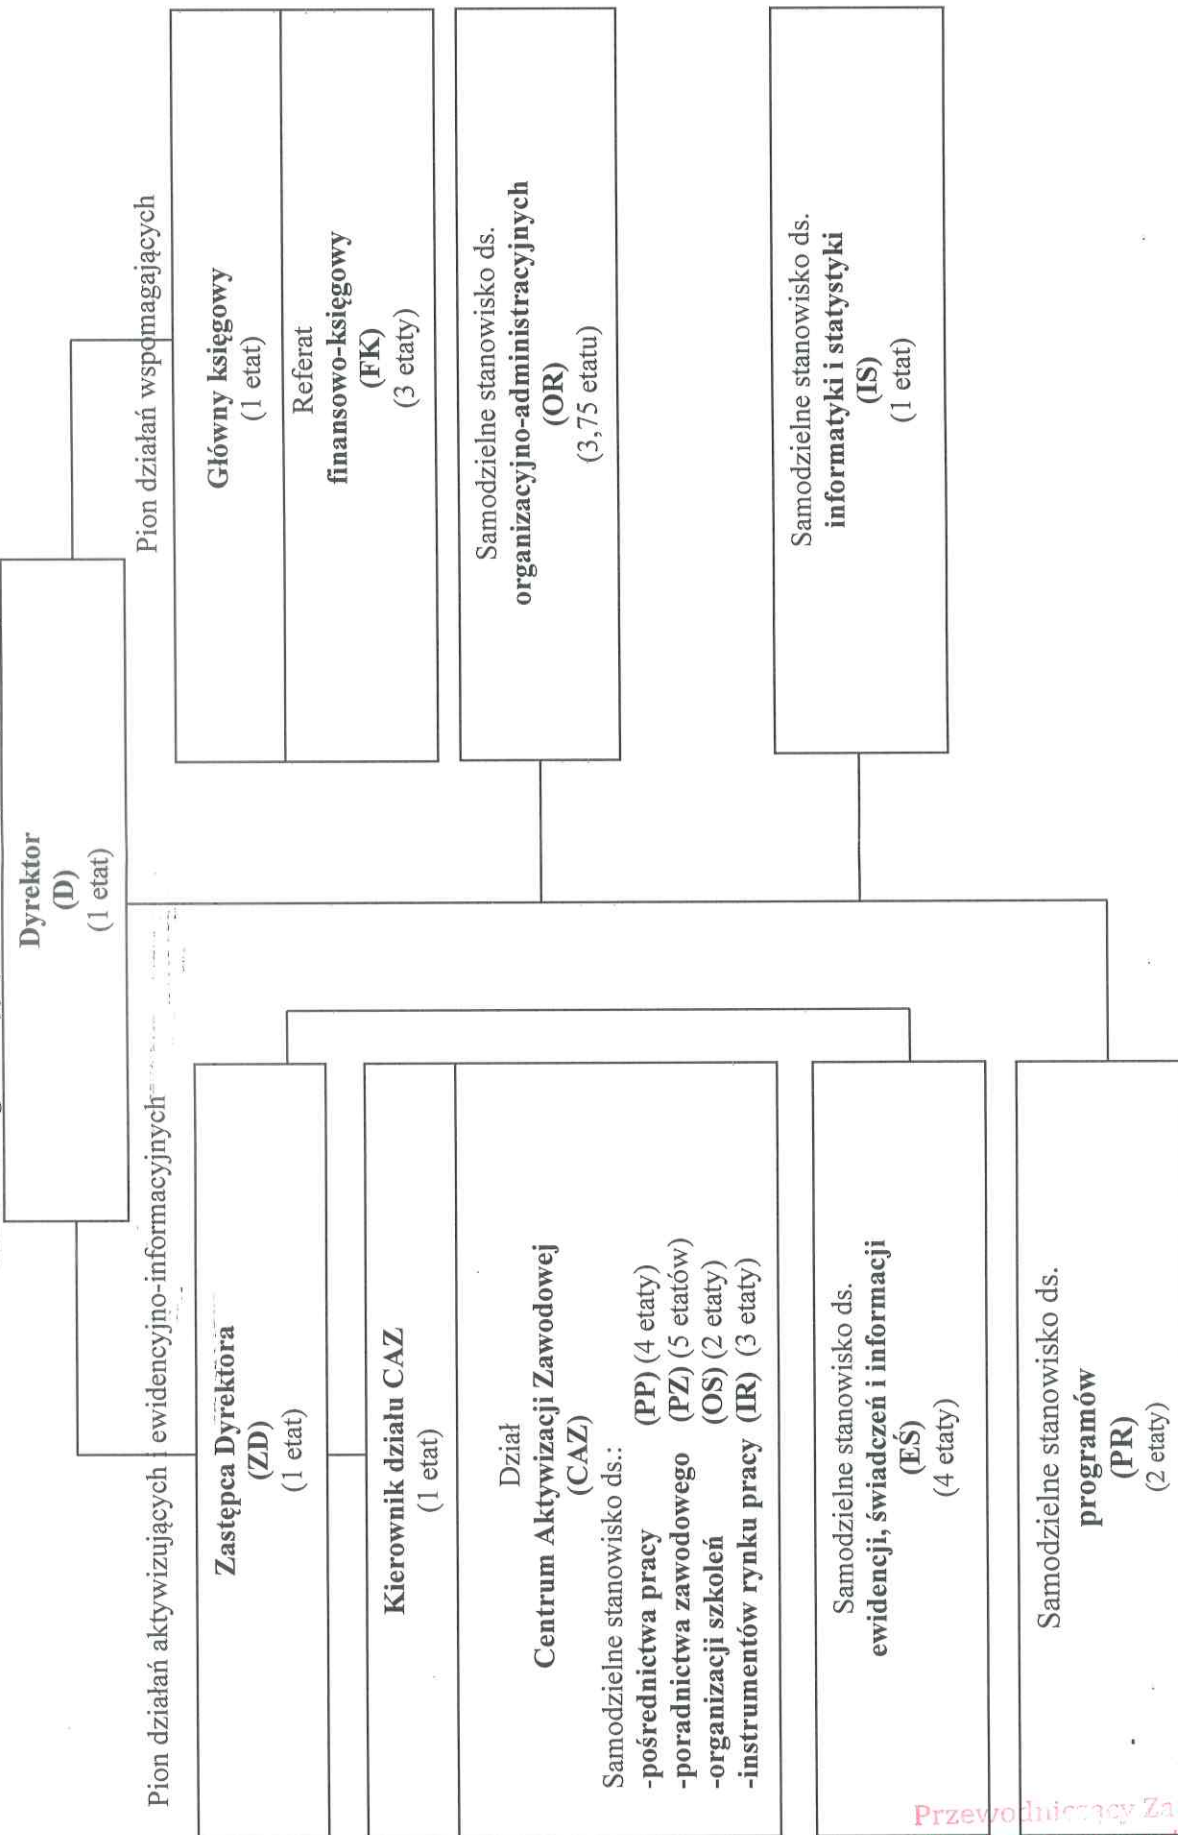 Dyrektor
(D)
(1 etat)
Pion działań aktywizujących i ewidencyjno-informacyjnych
Pion działań wspomagających
Zastępca Dyrektora
(ZD)
(1 etat)
Kierownik działu CAZ
(1 etat)
Dział
Centrum Aktywizacji Zawodowej
(CAZ)
Samodzielne stanowisko ds.:
-pośrednictwa pracy (PP) (4 etaty)
-poradnictwa zawodowego (PZ) (5 etatów)
-organizacji szkoleń (OS) (2 etaty)
-instrumentów rynku pracy (IR) (3 etaty)
Samodzielne stanowisko ds.
ewidencji, świadczeń i informacji
(EŚ)
(4 etaty)
Samodzielne stanowisko ds.
programów
(PR)
(2 etaty)
Główny księgowy
(1 etat)
Referat
finansowo-księgowy
(FK)
(3 etaty)
Samodzielne stanowisko ds.
organizacyjno-administracyjnych
(OR)
(3,75 etatu)
Samodzielne stanowisko ds.
informatyki i statystyki
(IS)
(1 etat)
Przewodniczący Za